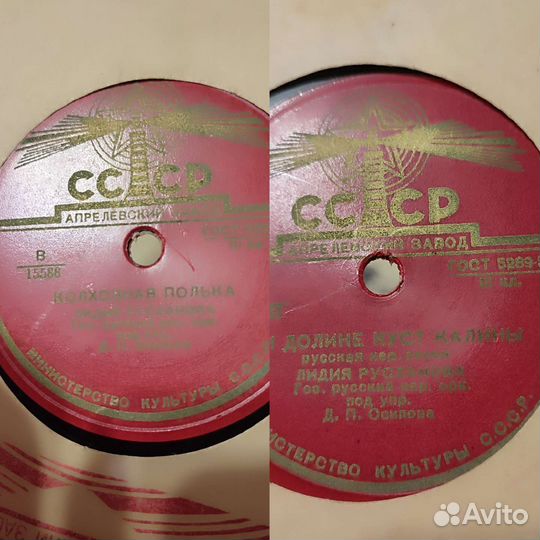 СССР
АПРЕЛЕВСКИЙ
ГОСТ
В
15588
КОЛХОЗНАЯ ПОЛЬКА
МИНИСТЕРСТВО КУЛЬТУРЫ С.С.С.Р.
СССР
АПРЕЛЕВСКИЙ ЗАВОД
ГОСТ 5289-
ДОЛИНЕ КУСТ КАЛИНЫ
русская нар. песня
ЛИДИЯ РУСЛАНОВА
Гос. русский нар. орк.
под упр.
Д. П. Осипова
МИНИСТЕРСТВО КУЛЬТУРЫ С.С.С.Р.
Avito